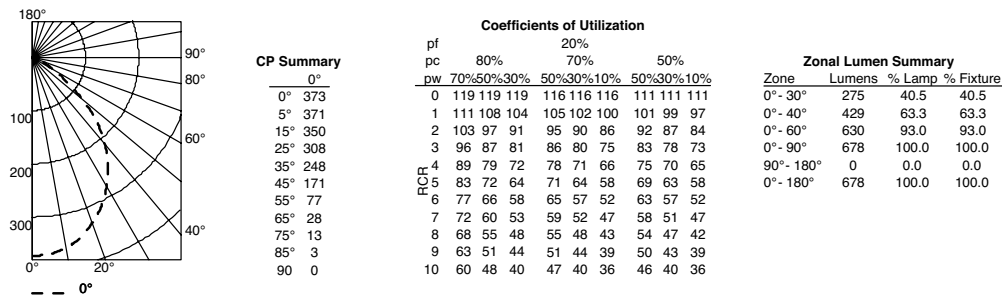 180°
90°
80°
100
60°
200
300
40°
0° 20°
0°
CP Summary
0°
0° 373
5° 371
15° 350
25° 308
35° 248
45° 171
55° 77
65° 28
75° 13
85° 3
90 0
Coefficients of Utilization
pf 20%
pc 80% 70% 50%
pw 70%50%30% 50%30%10% 50%30%10%
RCR
0 119 119 119 116 116 116 111 111 111
1 111 108 104 105 102 100 101 99 97
2 103 97 91 95 90 86 92 87 84
3 96 87 81 86 80 75 83 78 73
4 89 79 72 78 71 66 75 70 65
5 83 72 64 71 64 58 69 63 58
6 77 66 58 65 57 52 63 57 52
7 72 60 53 59 52 47 58 51 47
8 68 55 48 55 48 43 54 47 42
9 63 51 44 51 44 39 50 43 39
10 60 48 40 47 40 36 46 40 36
Zonal Lumen Summary
Zone Lumens % Lamp % Fixture
0°- 30° 275 40.5 40.5
0°- 40° 429 63.3 63.3
0°- 60° 630 93.0 93.0
0°- 90° 678 100.0 100.0
90°- 180° 0 0.0 0.0
0°- 180° 678 100.0 100.0